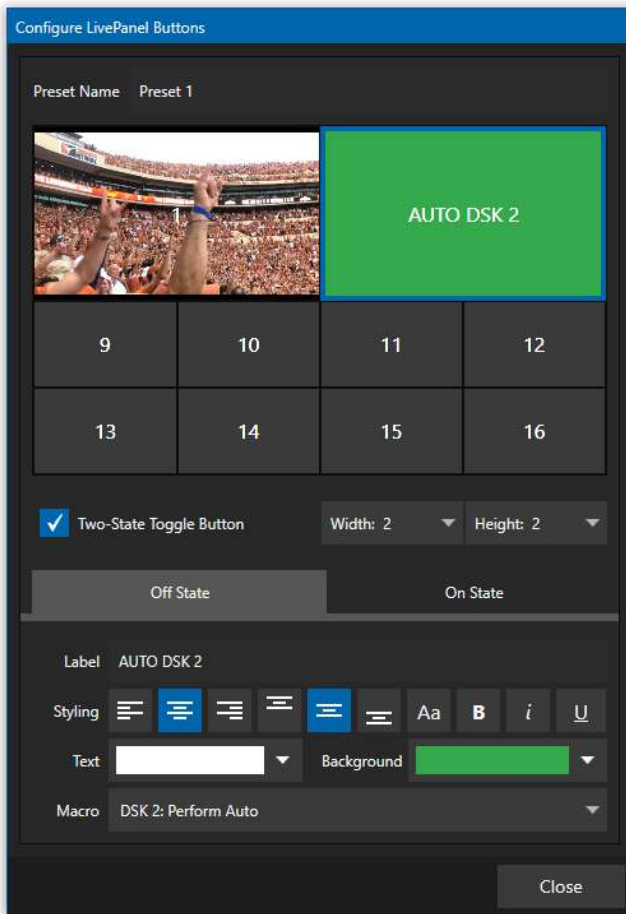 Configure LivePanel Buttons
Preset Name Preset 1
1
AUTO DSK 2
9 10 11 12
13 14 15 16
Two-State Toggle Button Width: 2 Height: 2
Off State On State
Label AUTO DSK 2
Styling Aa B i U
Text Background
Macro DSK 2: Perform Auto
Close